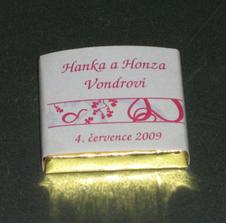 Hanka a Honza
Vondrovi
4. července 2009